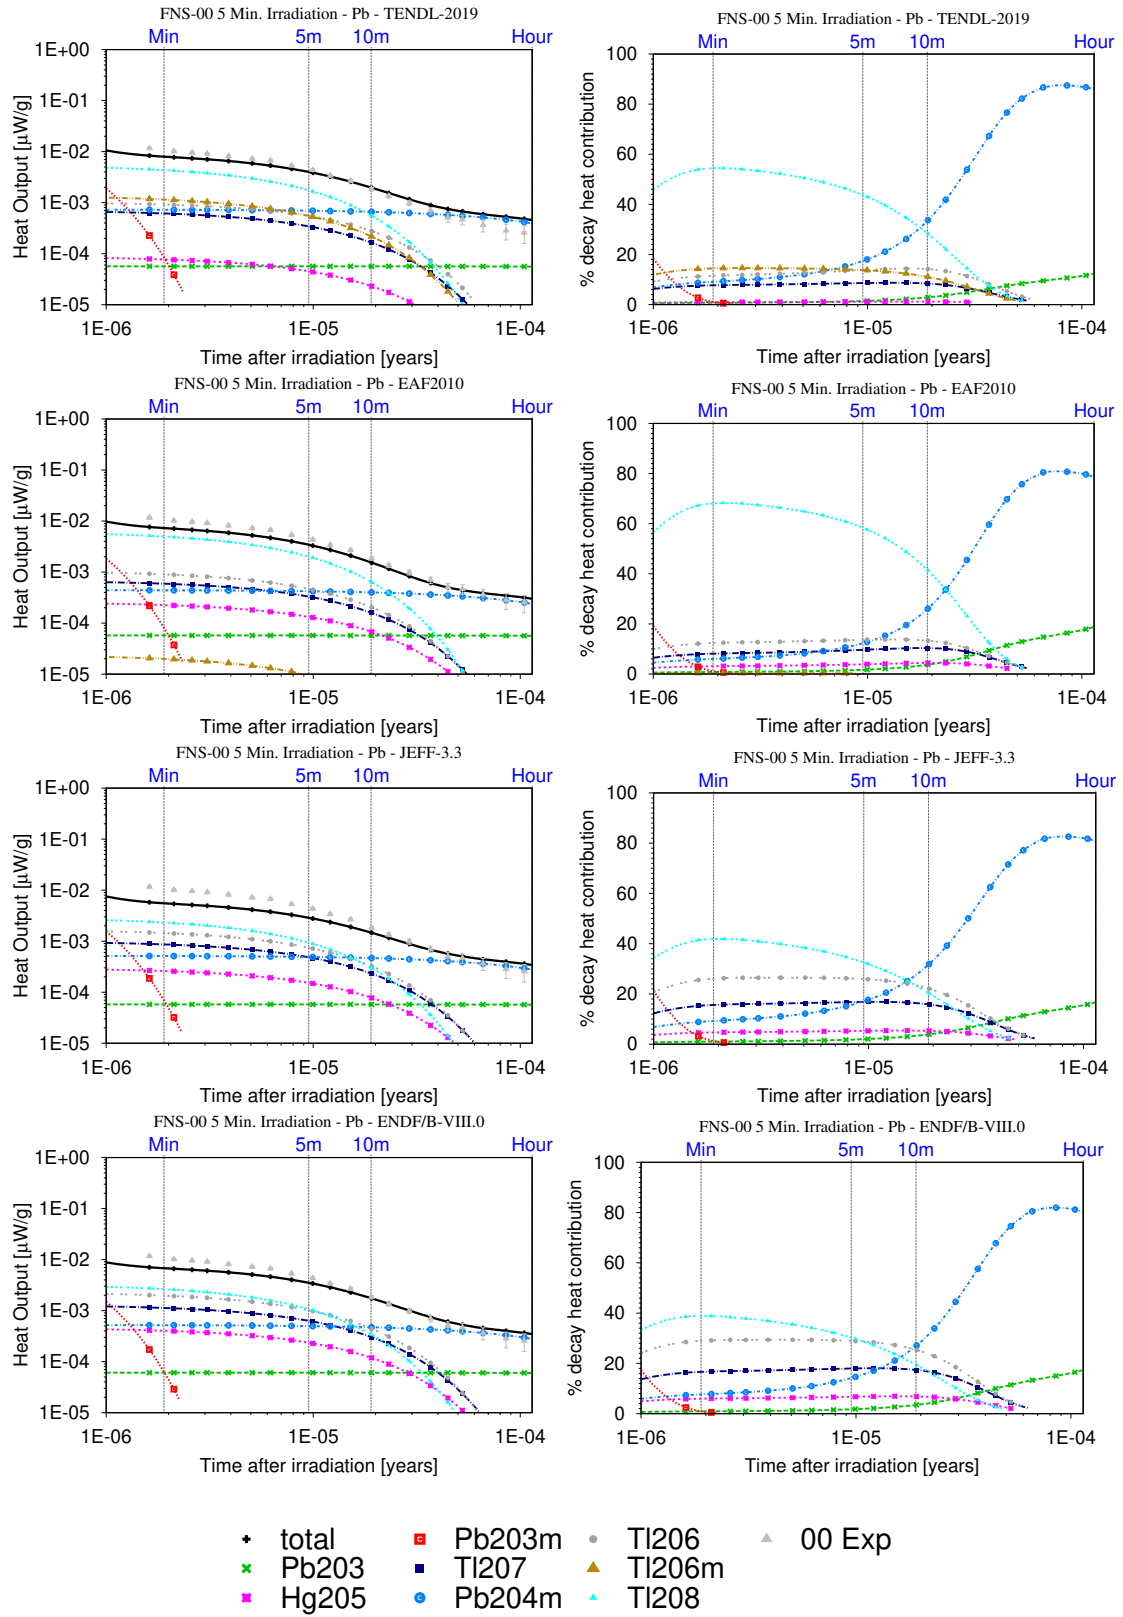 FNS-00 5 Min. Irradiation - Pb - TENDL-2019
Min 5m 10m Hour
1E+00
1E-01
1E-02
1E-03
1E-04
1E-05
1E-06 1E-05 1E-04
Heat Output [µW/g]
Time after irradiation [years]
FNS-00 5 Min. Irradiation - Pb - TENDL-2019
Min 5m 10m Hour
100
80
60
40
20
0
1E-06 1E-05 1E-04
% decay heat contribution
Time after irradiation [years]
FNS-00 5 Min. Irradiation - Pb - EAF2010
Min 5m 10m Hour
1E+00
1E-01
1E-02
1E-03
1E-04
1E-05
1E-06 1E-05 1E-04
Heat Output [µW/g]
Time after irradiation [years]
FNS-00 5 Min. Irradiation - Pb - EAF2010
Min 5m 10m Hour
100
80
60
40
20
0
1E-06 1E-05 1E-04
% decay heat contribution
Time after irradiation [years]
FNS-00 5 Min. Irradiation - Pb - JEFF-3.3
Min 5m 10m Hour
1E+00
1E-01
1E-02
1E-03
1E-04
1E-05
1E-06 1E-05 1E-04
Heat Output [µW/g]
Time after irradiation [years]
FNS-00 5 Min. Irradiation - Pb - JEFF-3.3
Min 5m 10m Hour
100
80
60
40
20
0
1E-06 1E-05 1E-04
% decay heat contribution
Time after irradiation [years]
FNS-00 5 Min. Irradiation - Pb - ENDF/B-VIII.0
Min 5m 10m Hour
1E+00
1E-01
1E-02
1E-03
1E-04
1E-05
1E-06 1E-05 1E-04
Heat Output [µW/g]
Time after irradiation [years]
FNS-00 5 Min. Irradiation - Pb - ENDF/B-VIII.0
Min 5m 10m Hour
100
80
60
40
20
0
1E-06 1E-05 1E-04
% decay heat contribution
Time after irradiation [years]
total Pb203m Tl206 00 Exp
Pb203 Tl207 Tl206m
Hg205 Pb204m Tl208